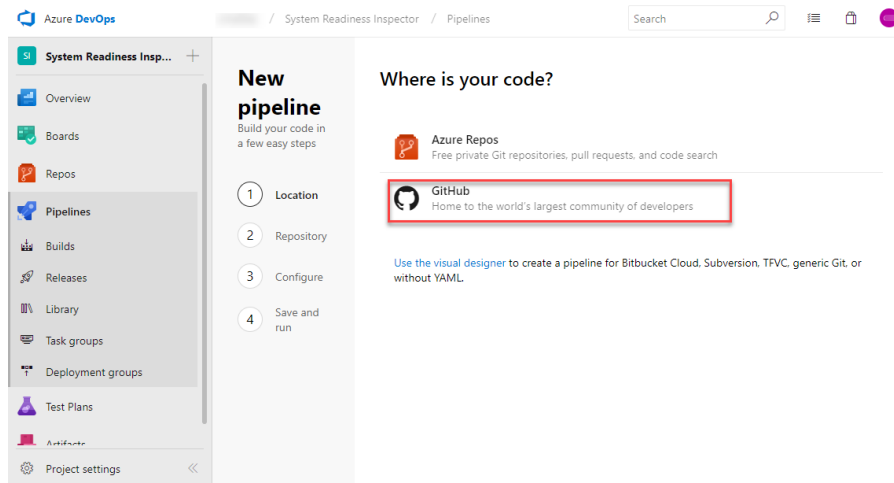 Azure DevOps
/ System Readiness Inspector / Pipelines
Search
SI
System Readiness Insp...
Overview
Boards
Repos
Pipelines
Builds
Releases
Library
Task groups
Deployment groups
Test Plans
Artifacts
Project settings
New
pipeline
Build your code in
a few easy steps
1 Location
2 Repository
3 Configure
4 Save and
run
Where is your code?
Azure Repos
Free private Git repositories, pull requests, and code search
GitHub
Home to the world's largest community of developers
Use the visual designer to create a pipeline for Bitbucket Cloud, Subversion, TFVC, generic Git, or
without YAML.